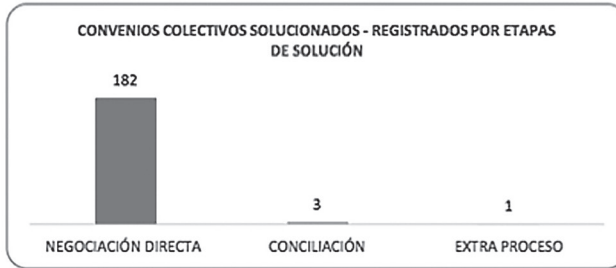 CONVENIOS COLECTIVOS SOLUCIONADOS - REGISTRADOS POR ETAPAS
DE SOLUCIÓN
182
3
1
NEGOCIACIÓN DIRECTA
CONCILIACIÓN
EXTRA PROCESO